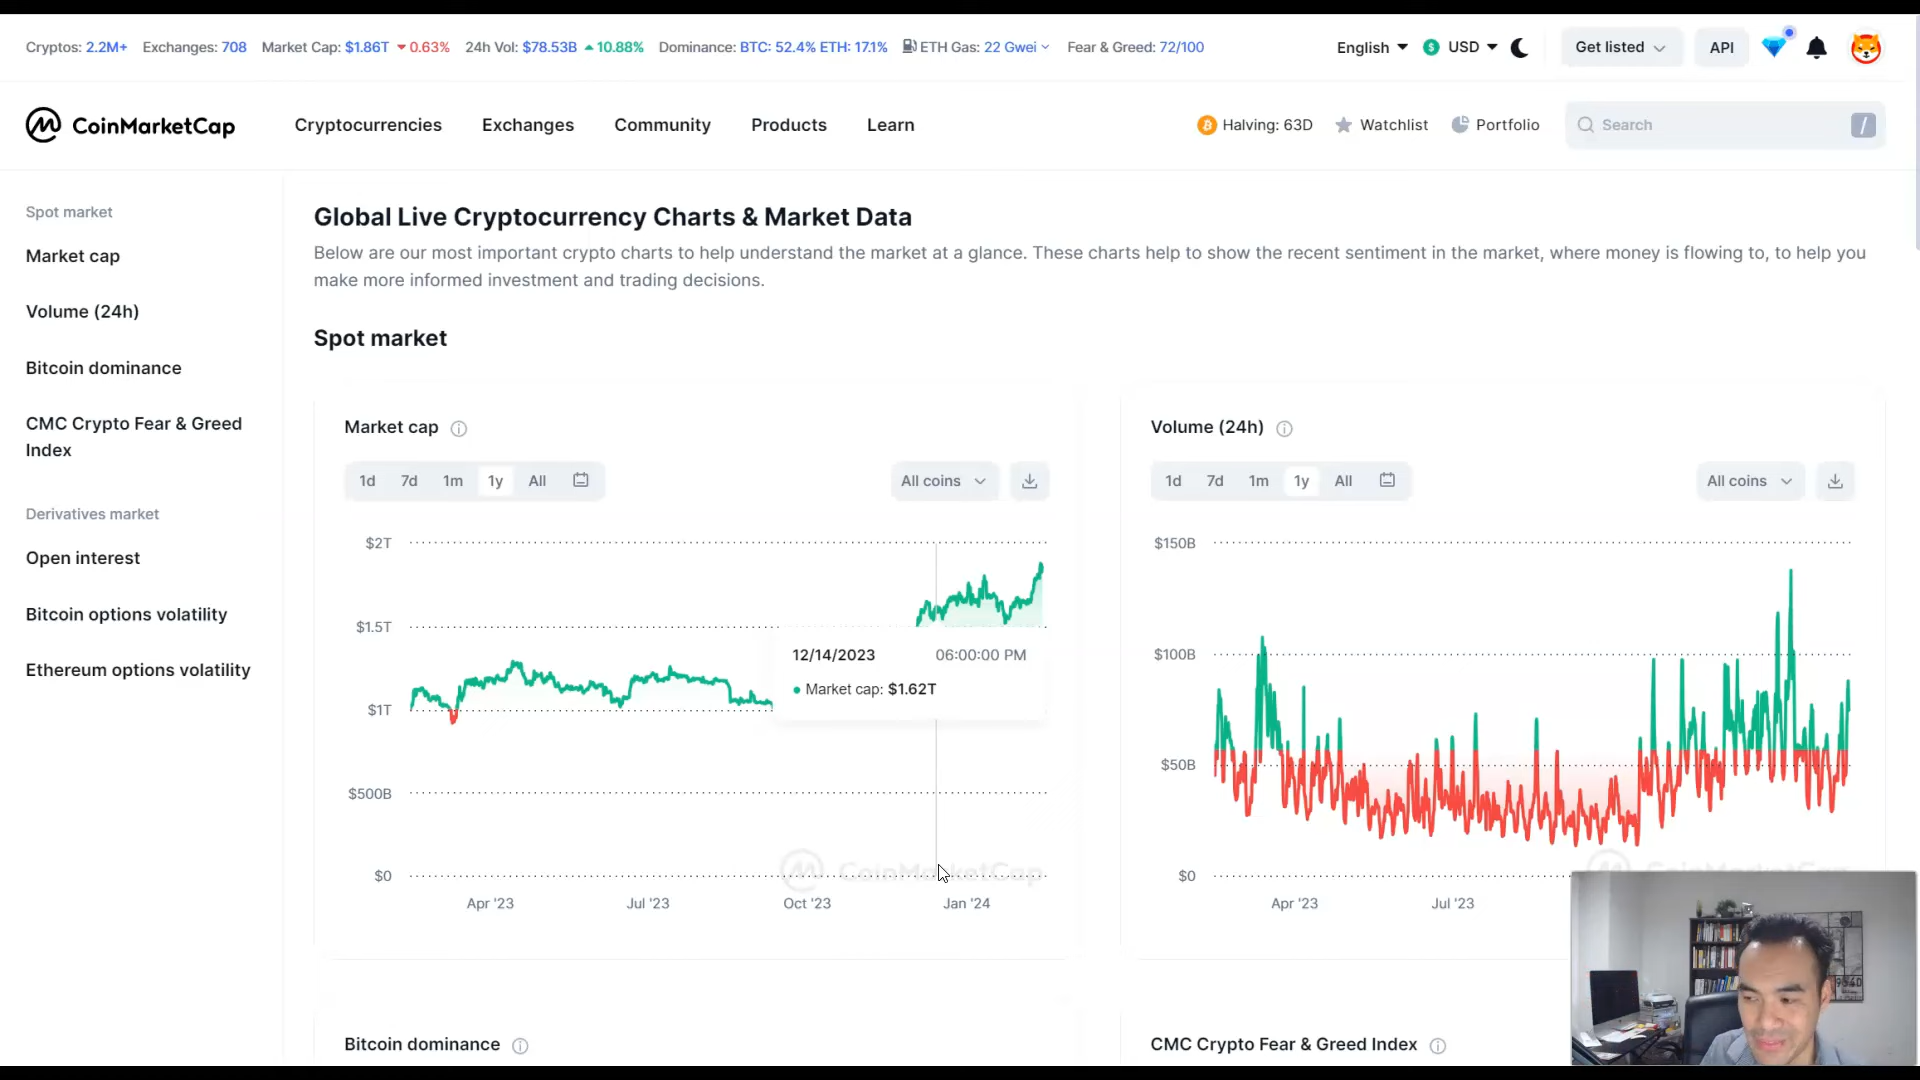 Cryptos: 2.2M+ Exchanges: 708 Market Cap: $1.86T 0.63% 24h Vol: $78.53B 10.88% Dominance: BTC: 52.4% ETH: 17.1% ETH Gas: 22 Gwei Fear & Greed: 72/100 English USD Get listed API
CoinMarketCap Cryptocurrencies Exchanges Community Products Learn Halving: 63D Watchlist Portfolio Search /
Spot market
Market cap
Volume (24h)
Bitcoin dominance
CMC Crypto Fear & Greed
Index
Derivatives market
Open interest
Bitcoin options volatility
Ethereum options volatility
Global Live Cryptocurrency Charts & Market Data
Below are our most important crypto charts to help understand the market at a glance. These charts help to show the recent sentiment in the market, where money is flowing to, to help you
make more informed investment and trading decisions.
Spot market
Market cap
1d 7d 1m 1y All All coins
$2T
$1.5T
$1T
$500B
$0
12/14/2023 06:00:00 PM
Market cap: $1.62T
CoinMarketCap
Apr '23 Jul '23 Oct '23 Jan '24
Volume (24h)
1d 7d 1m 1y All All coins
$150B
$100B
$50B
$0
CoinMarketCap
Apr '23 Jul '23
Bitcoin dominance
CMC Crypto Fear & Greed Index